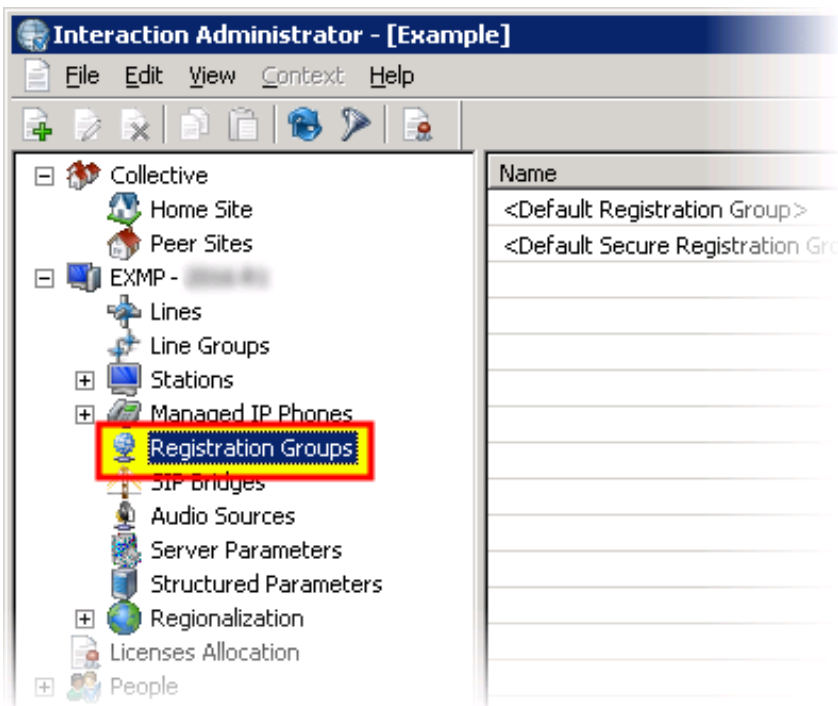 Interaction Administrator - [Example]
File Edit View Context Help
Collective
Home Site
Peer Sites
EXMP -
Lines
Line Groups
Stations
Managed IP Phones
Registration Groups
SIP Bridges
Audio Sources
Server Parameters
Structured Parameters
Regionalization
Licenses Allocation
People
Name
<Default Registration Group>
<Default Secure Registration Gro